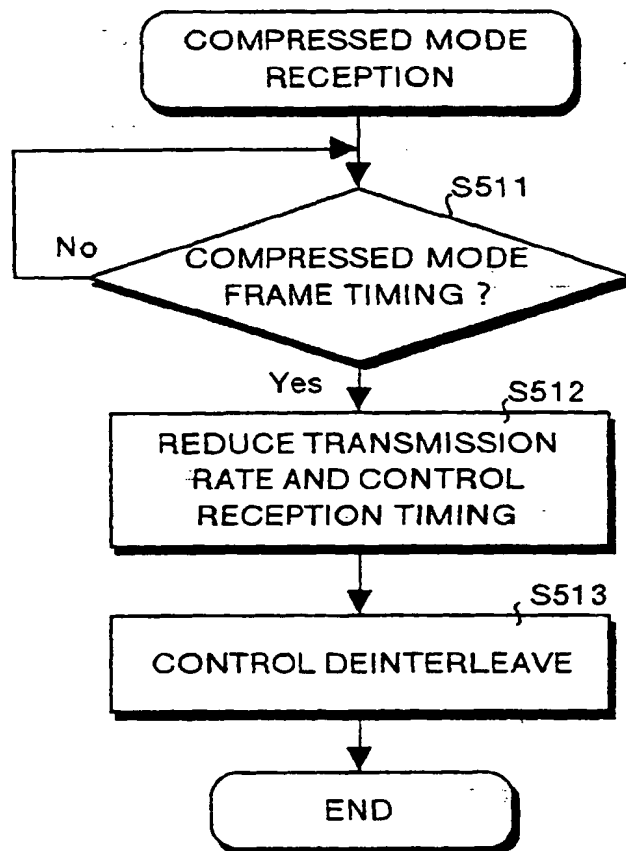 COMPRESSED MODE
RECEPTION
S511
No
COMPRESSED MODE
FRAME TIMING ?
Yes
S512
REDUCE TRANSMISSION
RATE AND CONTROL
RECEPTION TIMING
S513
CONTROL DEINTERLEAVE
END